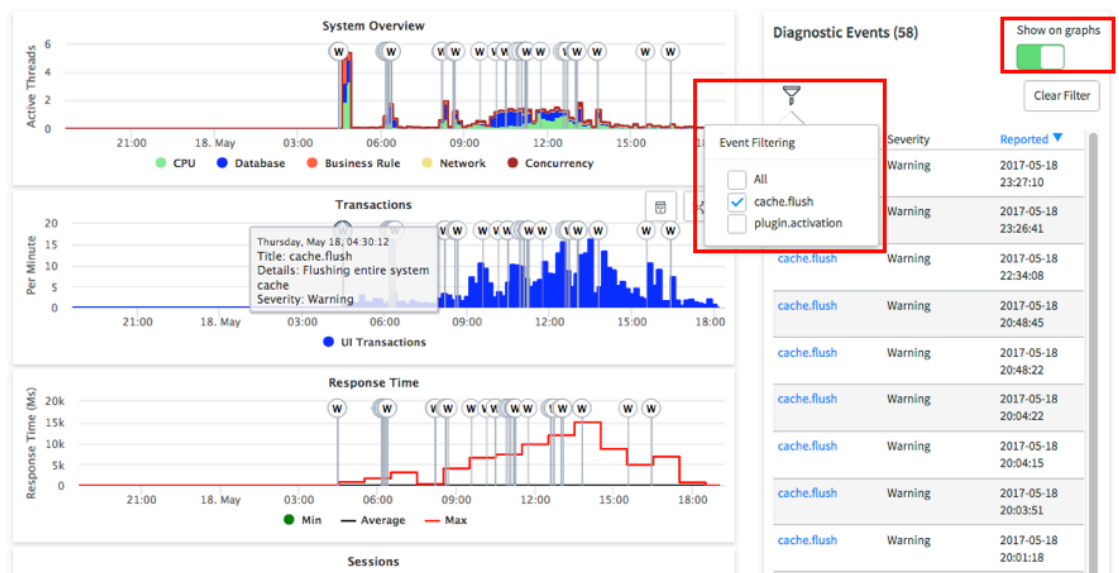 System Overview
Active Threads
6
4
2
0
W W W W W W W W W W W W W
21:00 18. May 03:00 06:00 09:00 12:00 15:00
CPU Database Business Rule Network Concurrency
Transactions
Per Minute
20
15
10
5
0
W W W W W W W W W W
Thursday, May 18, 04:30:12
Title: cache.flush
Details: Flushing entire system
cache
Severity: Warning
21:00 18. May 03:00 06:00 09:00 12:00 15:00 18:00
UI Transactions
Response Time
Response Time (Ms)
20k
15k
10k
5k
0
W W W W W W W W W W W W
21:00 18. May 03:00 06:00 09:00 12:00 15:00 18:00
Min Average Max
Sessions
Diagnostic Events (58)
Show on graphs
Clear Filter
Event Filtering
All
cache.flush
plugin.activation
Severity Reported
Warning 2017-05-18
23:27:10
Warning 2017-05-18
23:26:41
cache.flush Warning 2017-05-18
22:34:08
cache.flush Warning 2017-05-18
20:48:45
cache.flush Warning 2017-05-18
20:48:22
cache.flush Warning 2017-05-18
20:04:22
cache.flush Warning 2017-05-18
20:04:15
cache.flush Warning 2017-05-18
20:03:51
cache.flush Warning 2017-05-18
20:01:18